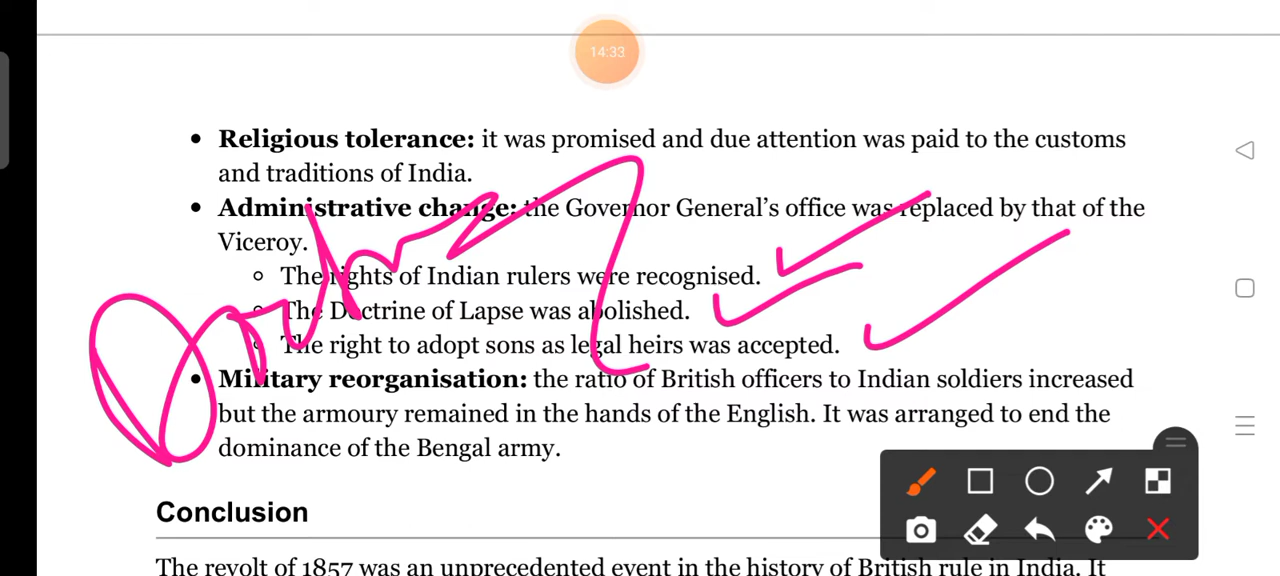 14:33
• Religious tolerance: it was promised and due attention was paid to the customs
and traditions of India.
• Administrative change: the Governor General’s office was replaced by that of the
Viceroy.
The rights of Indian rulers were recognised.
The Doctrine of Lapse was abolished.
The right to adopt sons as legal heirs was accepted.
• Military reorganisation: the ratio of British officers to Indian soldiers increased
but the armoury remained in the hands of the English. It was arranged to end the
dominance of the Bengal army.
Conclusion
The revolt of 1857 was an unprecedented event in the history of British rule in India. It